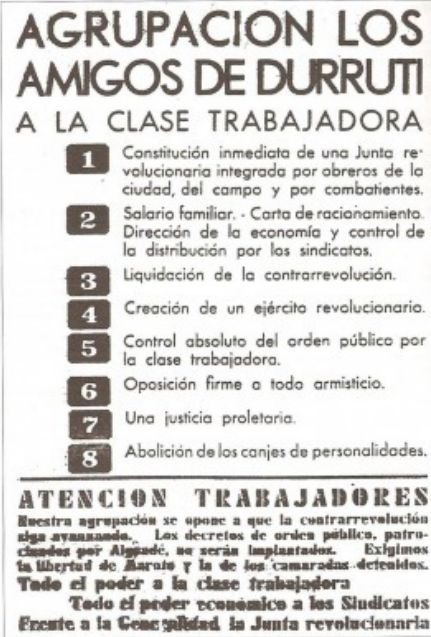 AGRUPACION LOS
AMIGOS DE DURRUTI
A LA CLASE TRABAJADORA
1 Constitución inmediata de una Junta re-
volucionaria integrada por obreros de la
ciudad, del campo y por combatientes.
2 Salario familiar. - Carta de racionamiento.
Dirección de la economía y control de
la distribución por los sindicatos.
3 Liquidación de la contrarrevolución.
4 Creación de un ejército revolucionario.
5 Control absoluto del orden público por
la clase trabajadora.
6 Oposición firme a todo armisticio.
7 Una justicia proletaria.
8 Abolición de los canjes de personalidades.
ATENCION TRABAJADORES
Nuestra agrupación se opone a que la contrarrevolución
siga avanzando. Los decretos de orden público, patro-
cinados por Aiguadé, no serán implantados. Exigimos
la libertad de Maroto y la de los camaradas detenidos.
Todo el poder a la clase trabajadora
Todo el poder económico a los Sindicatos
Frente a la Generalidad, la Junta revolucionaria